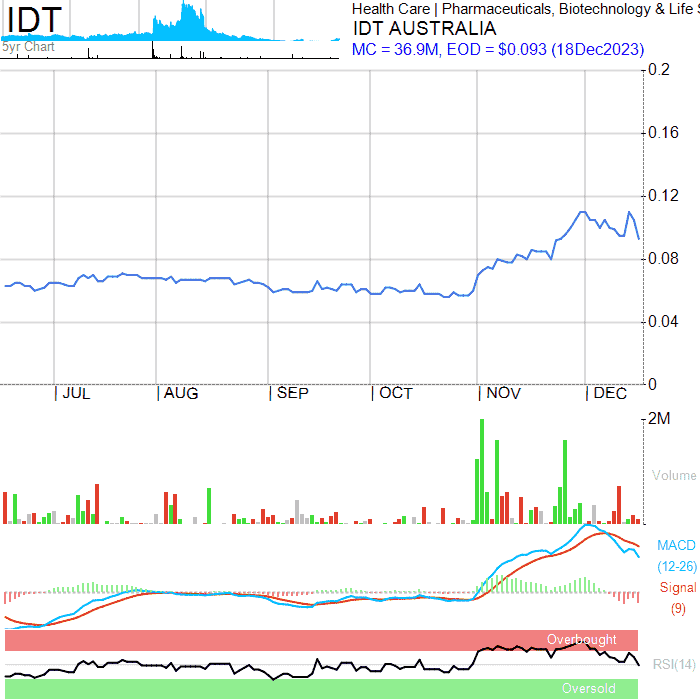 IDT
5yr Chart
Health Care | Pharmaceuticals, Biotechnology & Life S
IDT AUSTRALIA
MC = 36.9M, EOD = $0.093 (18Dec2023)
0.2
0.16
0.12
0.08
0.04
0
| JUL | AUG | SEP | OCT | NOV | DEC
2M
Volume
MACD
(12-26)
Signal
(9)
Overbought
RSI(14)
Oversold